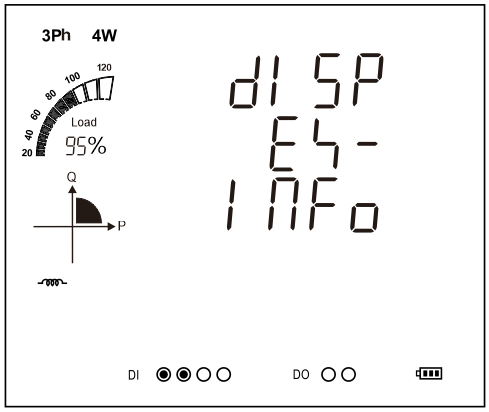 3Ph 4W
120
100
80
60
40
20
Load
95%
dISP
ES-
INFo
Q
P
DI
DO